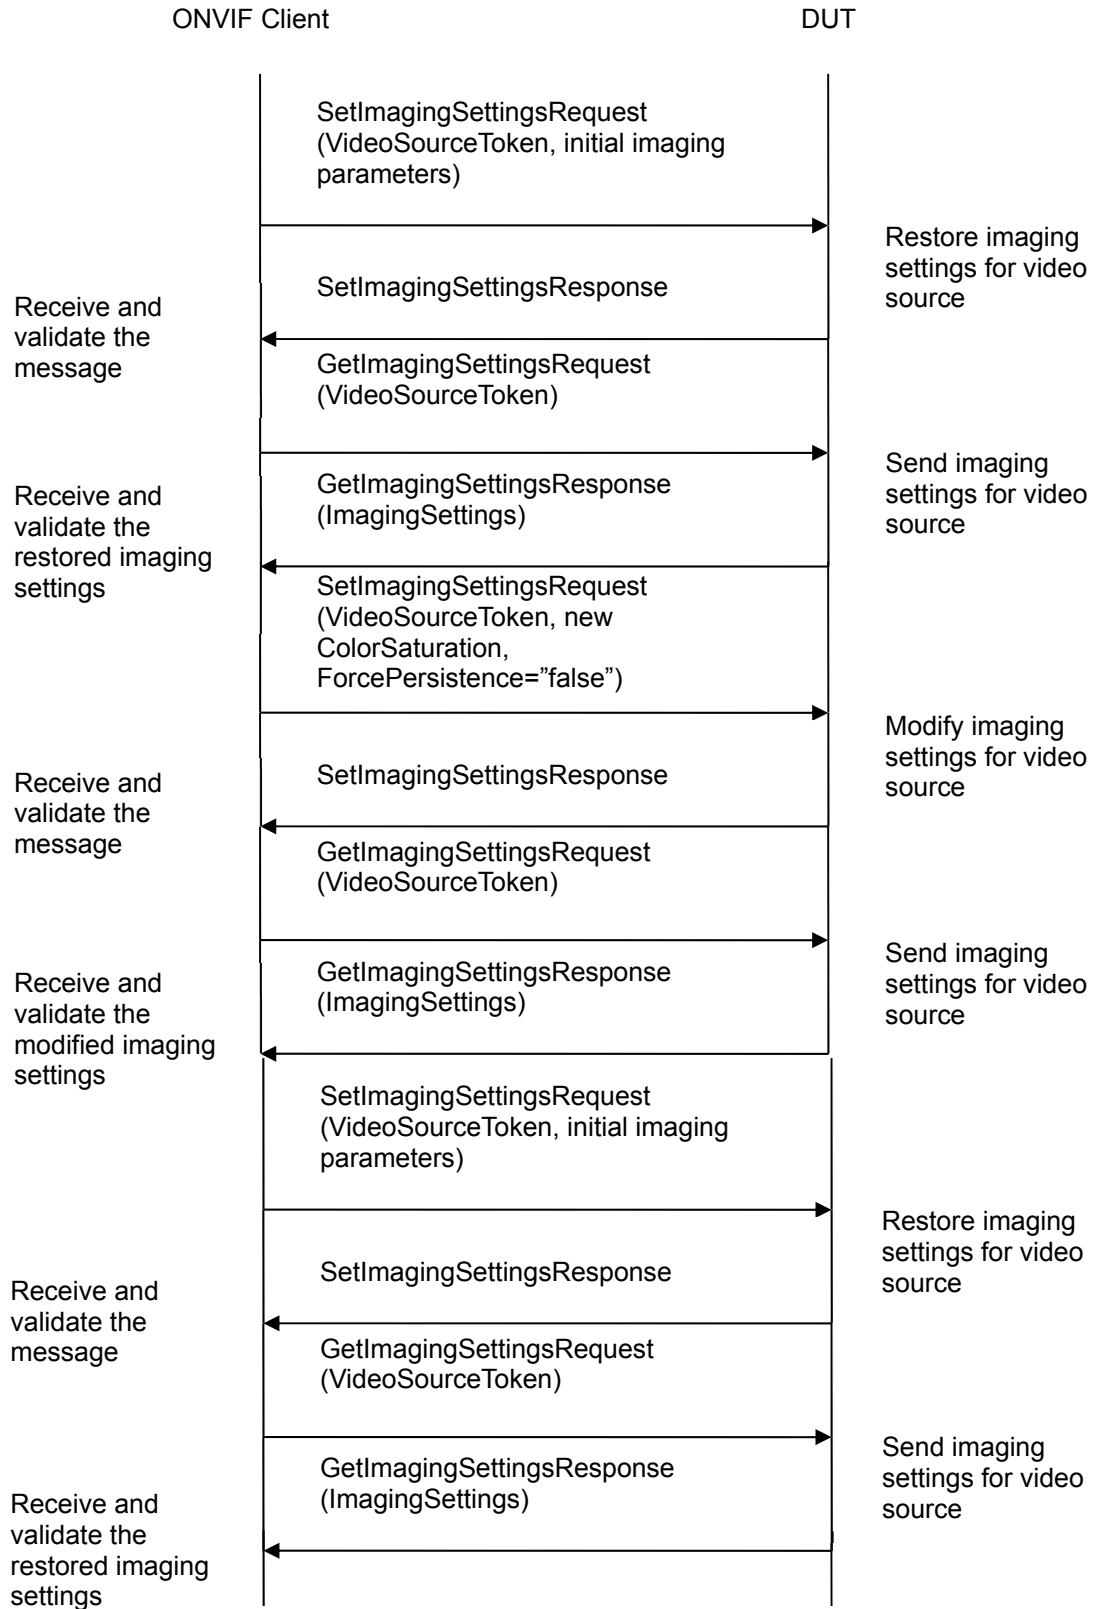 ONVIF Client
DUT
SetImagingSettingsRequest
(VideoSourceToken, initial imaging
parameters)
Restore imaging
settings for video
source
SetImagingSettingsResponse
Receive and
validate the
message
GetImagingSettingsRequest
(VideoSourceToken)
Send imaging
settings for video
source
GetImagingSettingsResponse
(ImagingSettings)
Receive and
validate the
restored imaging
settings
SetImagingSettingsRequest
(VideoSourceToken, new
ColorSaturation,
ForcePersistence=”false”)
Modify imaging
settings for video
source
SetImagingSettingsResponse
Receive and
validate the
message
GetImagingSettingsRequest
(VideoSourceToken)
Send imaging
settings for video
source
GetImagingSettingsResponse
(ImagingSettings)
Receive and
validate the
modified imaging
settings
SetImagingSettingsRequest
(VideoSourceToken, initial imaging
parameters)
Restore imaging
settings for video
source
SetImagingSettingsResponse
Receive and
validate the
message
GetImagingSettingsRequest
(VideoSourceToken)
Send imaging
settings for video
source
GetImagingSettingsResponse
(ImagingSettings)
Receive and
validate the
restored imaging
settings